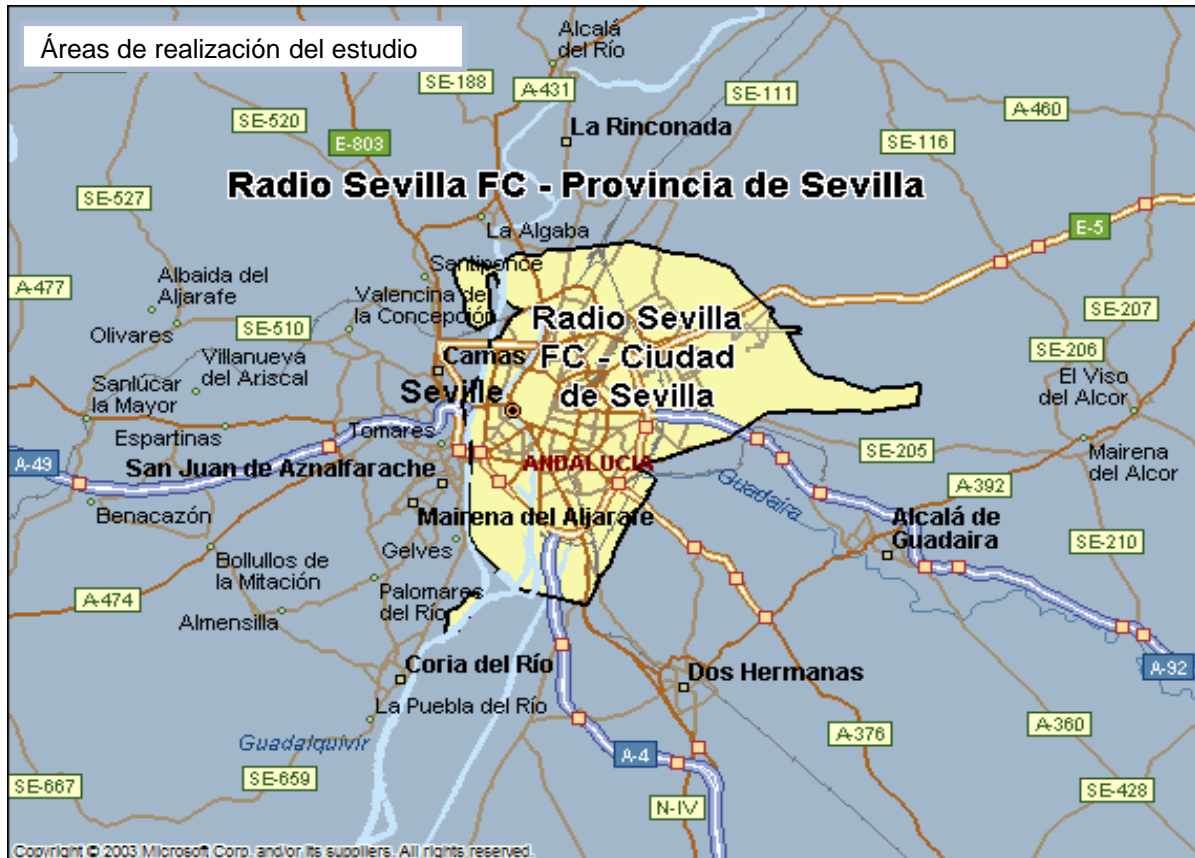 Áreas de realización del estudio
Alcalá
del Río
SE-188
A-431
SE-111
A-460
SE-520
E-803
La Rinconada
SE-116
Radio Sevilla FC - Provincia de Sevilla
SE-527
La Algaba
E-5
Santiponce
A-477
Albaida del
Aljarafe
Valencina de
la Concepción
SE-207
Olivares
SE-510
Radio Sevilla
FC - Ciudad
de Sevilla
Villanueva
del Ariscal
Camas
SE-206
Sanlúcar
la Mayor
Seville
El Viso
del Alcor
Espartinas
Tomares
SE-205
Mairena
del Alcor
A-49
San Juan de Aznalfarache
ANDALUCIA
Guadaira
A-392
Benacazón
Mairena del Aljarafe
Alcalá de
Guadaira
Gelves
SE-210
Bollullos de
la Mitación
A-474
Palomares
del Río
Almensilla
Coria del Río
Dos Hermanas
A-92
La Puebla del Río
Guadalquivir
A-376
A-360
A-4
SE-667
SE-659
N-IV
SE-428
Copyright © 2003 Microsoft Corp. and/or its suppliers. All rights reserved.